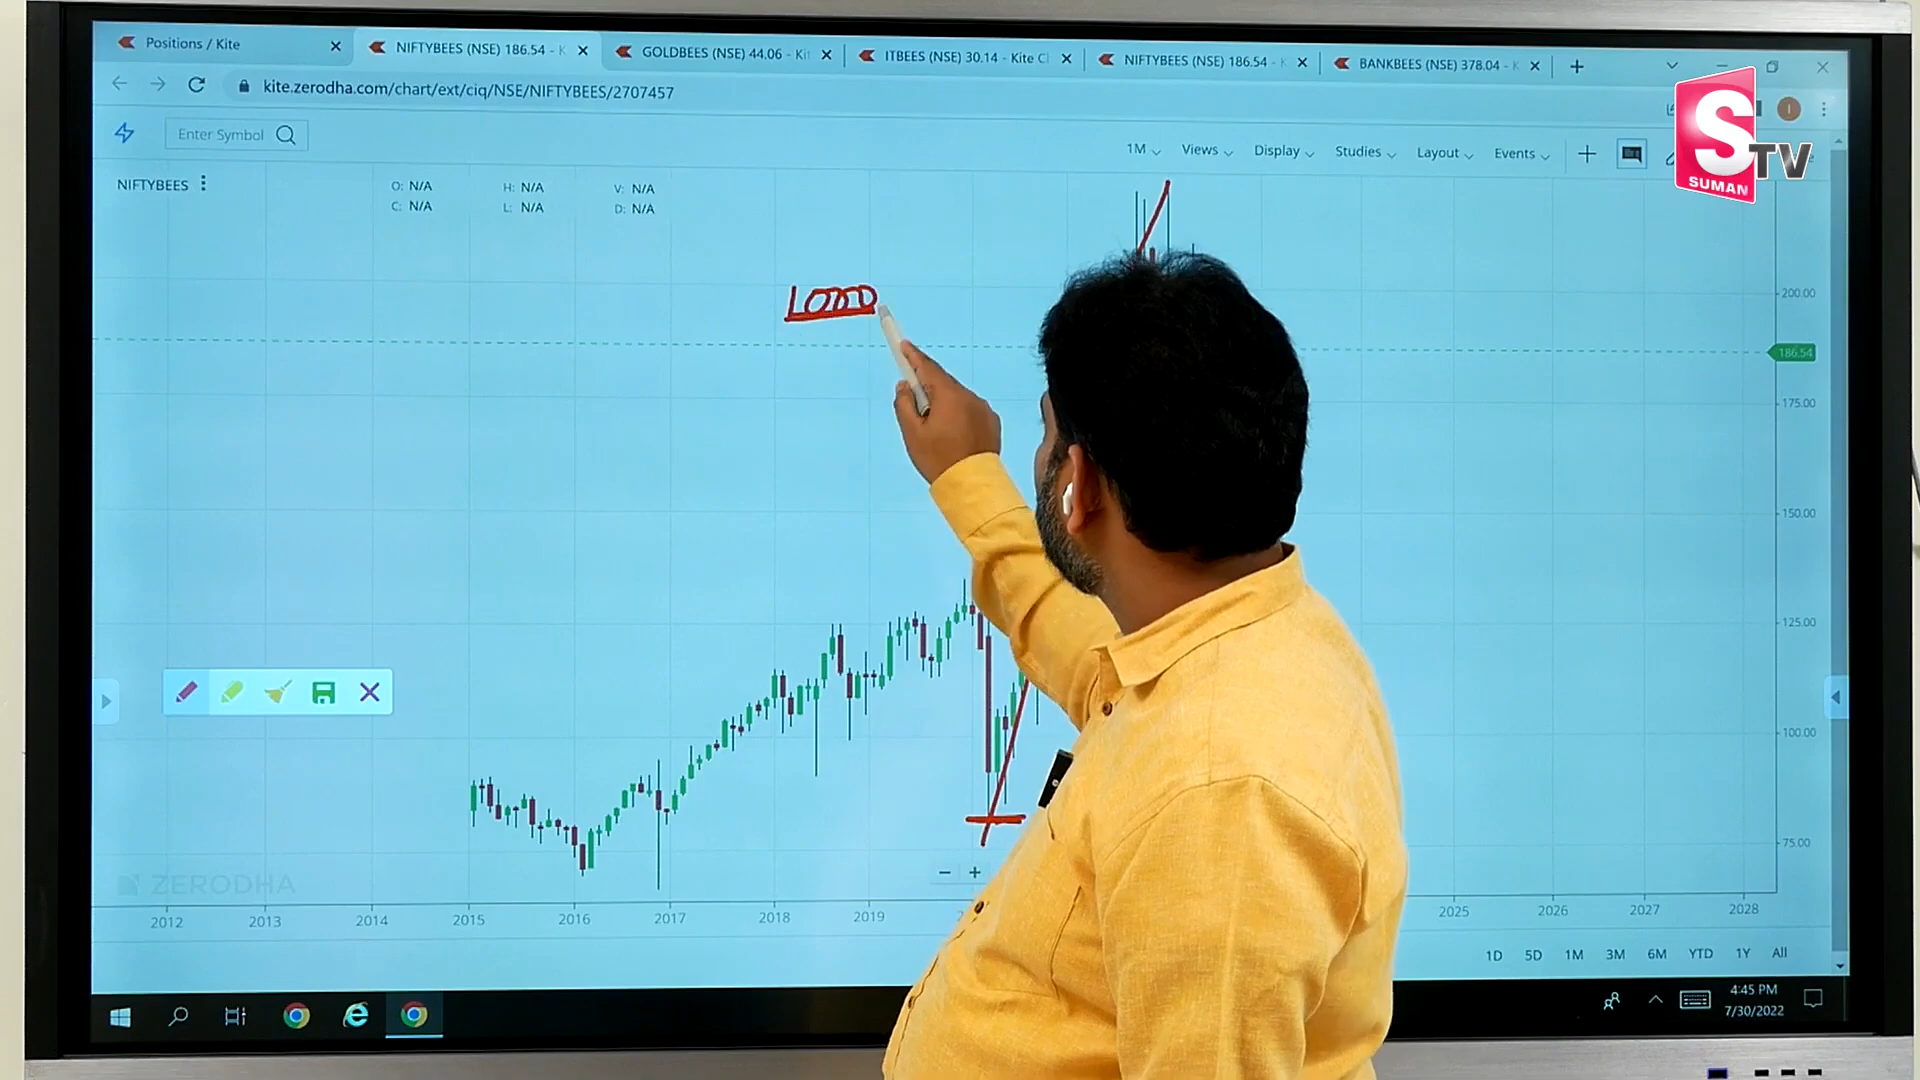 Positions / Kite
NIFTYBEES (NSE) 186.54 - K
GOLDBEES (NSE) 44.06 - Kit
ITBEES (NSE) 30.14 - Kite C
NIFTYBEES (NSE) 186.54 - K
BANKBEES (NSE) 378.04 - K
kite.zerodha.com/chart/ext/ciq/NSE/NIFTYBEES/2707457
Enter Symbol
1M
Views
Display
Studies
Layout
Events
S TV
SUMAN
NIFTYBEES
O: N/A
H: N/A
V: N/A
C: N/A
L: N/A
D: N/A
10000
200.00
186.54
175.00
150.00
125.00
100.00
75.00
ZERODHA
2012
2013
2014
2015
2016
2017
2018
2019
2025
2026
2027
2028
1D
5D
1M
3M
6M
YTD
1Y
All
4:45 PM
7/30/2022